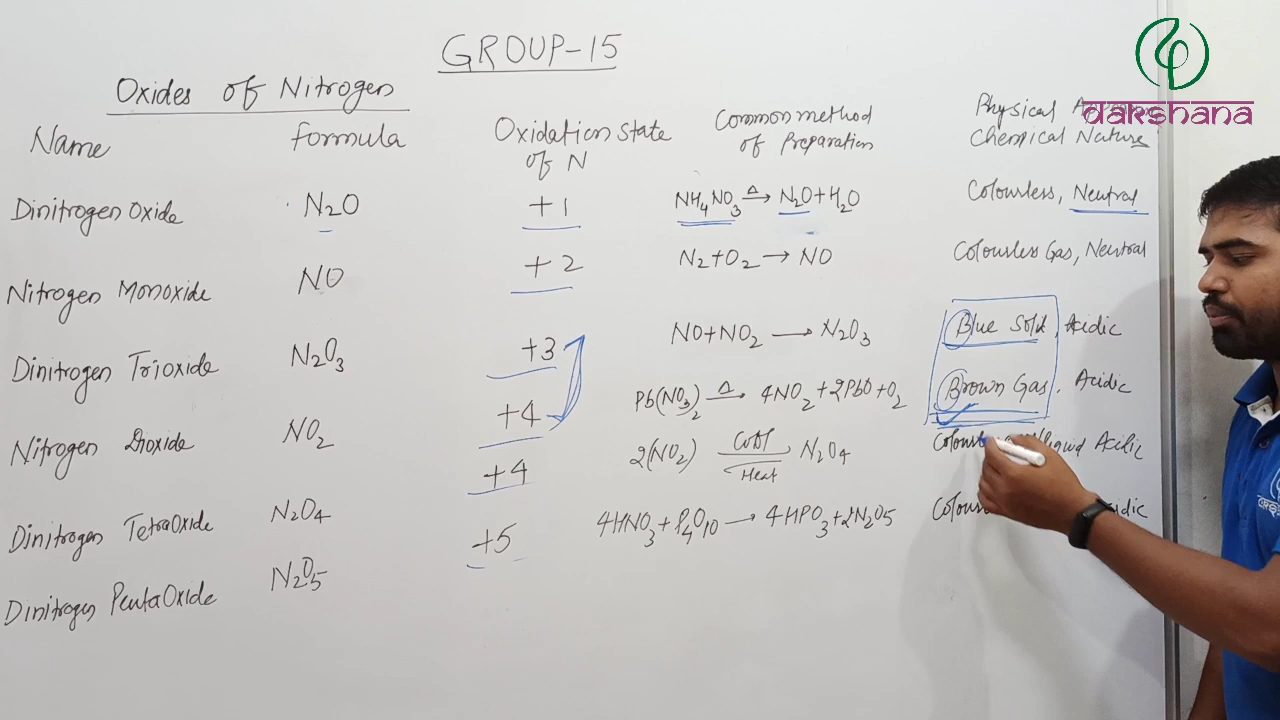 GROUP-15
Oxides of Nitrogen
dakshana
Name
formula
Oxidation state
of N
Common method
of Preparation
Physical
Chemical Nature
Dinitrogen Oxide N2O +1 NH4NO3 →Δ N2O+H2O Colourless, Neutral
Nitrogen Monoxide NO +2 N2+O2 → NO Colourless Gas, Neutral
Dinitrogen Trioxide N2O3 +3 NO+NO2 → N2O3 Blue Solid, Acidic
Nitrogen Dioxide NO2 +4 Pb(NO3)2 →Δ 4NO2+2PbO+O2 Brown Gas, Acidic
Dinitrogen TetraOxide N2O4 +4 2(NO2) Cool Heat N2O4 liquid Acidic
Dinitrogen PentaOxide N2O5 +5 4HNO3+P4O10 → 4HPO3+2N2O5